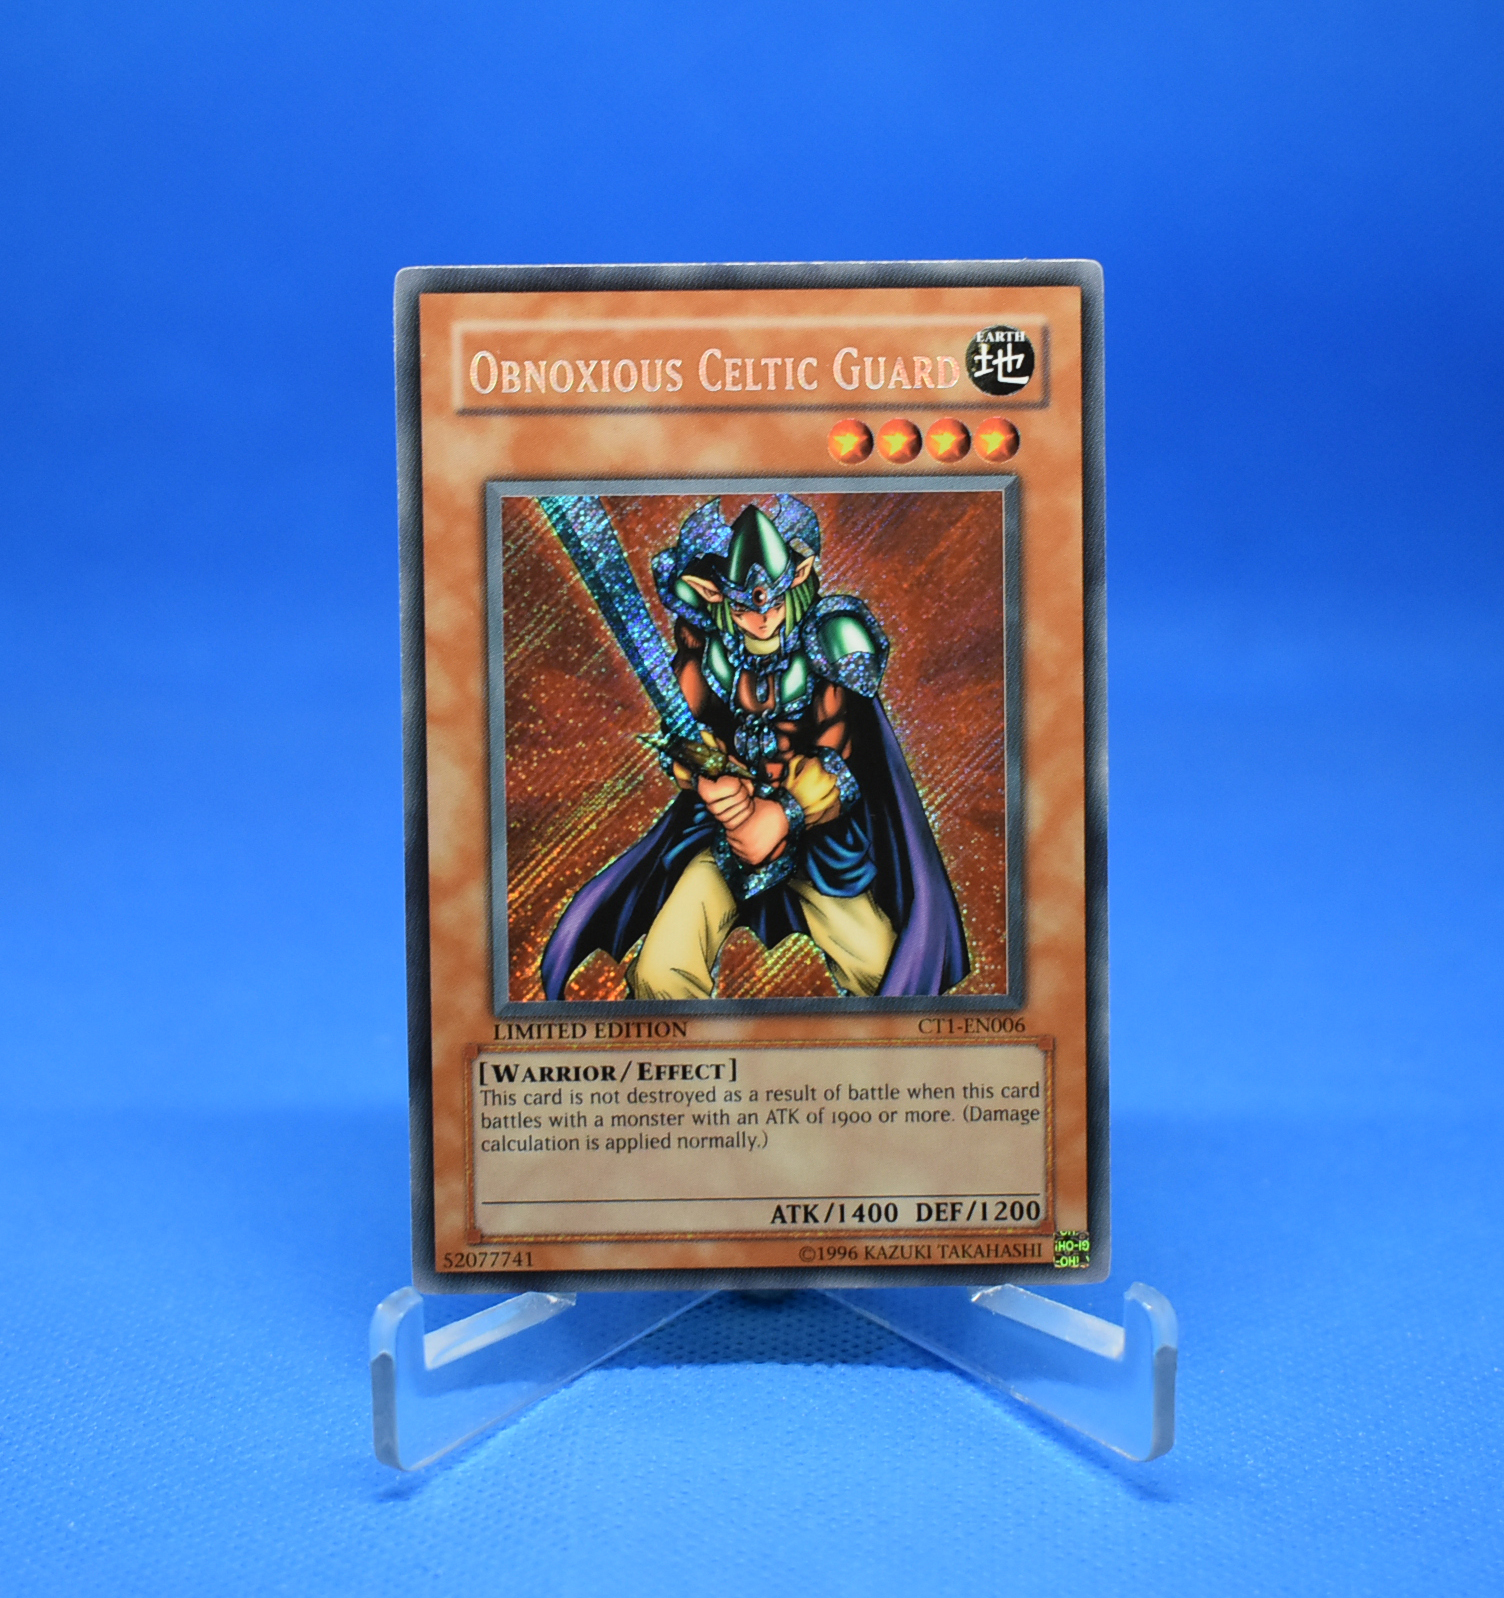 OBNOXIOUS CELTIC GUARD
EARTH
地
LIMITED EDITION
CT1-EN006
[WARRIOR/EFFECT]
This card is not destroyed as a result of battle when this card
battles with a monster with an ATK of 1900 or more. (Damage
calculation is applied normally.)
ATK/1400 DEF/1200
52077741
©1996 KAZUKI TAKAHASHI